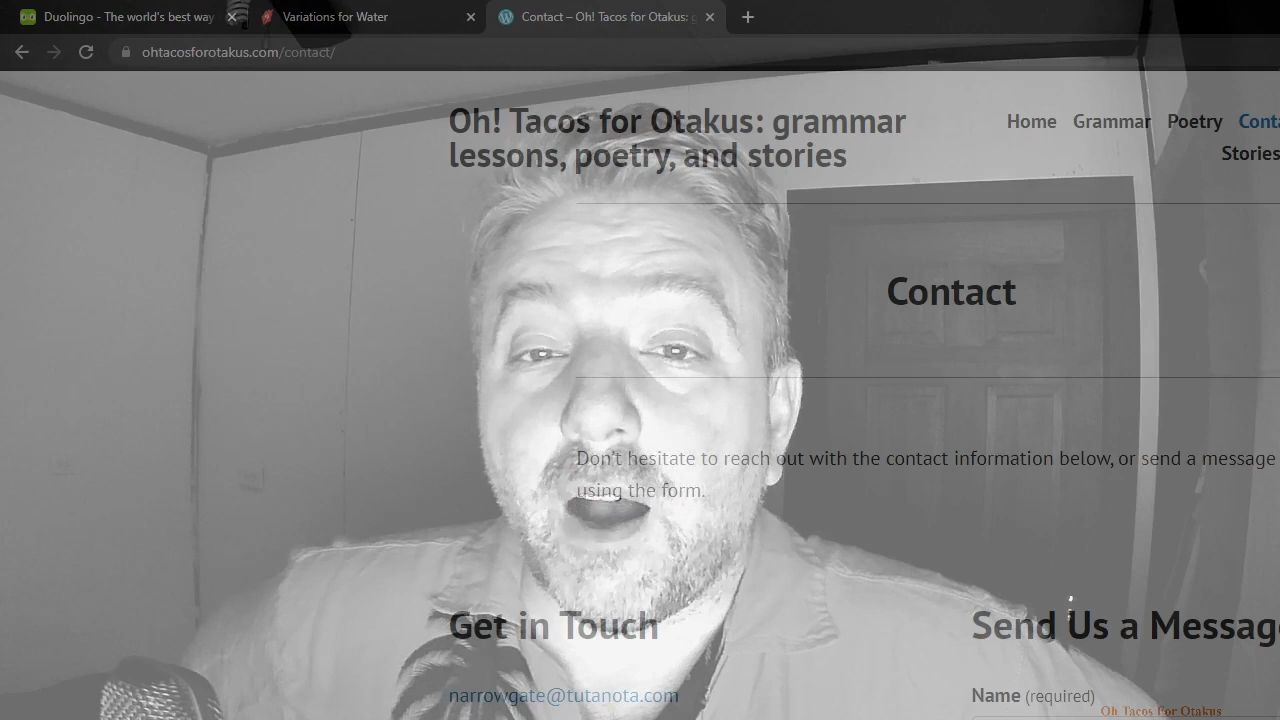 Duolingo - The world's best way
Variations for Water
Contact – Oh! Tacos for Otakus: g
ohtacosforotakus.com/contact/
Oh! Tacos for Otakus: grammar
lessons, poetry, and stories
Home Grammar Poetry Conta
Stories
Contact
Don't hesitate to reach out with the contact information below, or send a message
using the form.
Get in Touch
Send Us a Messag
narrowgate@tutanota.com
Name (required)
Oh Tacos For Otakus